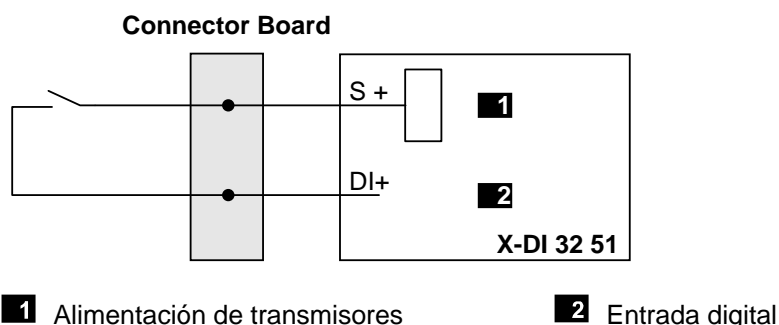 Connector Board
S +
1
DI+
2
X-DI 32 51
1 Alimentación de transmisores
2 Entrada digital